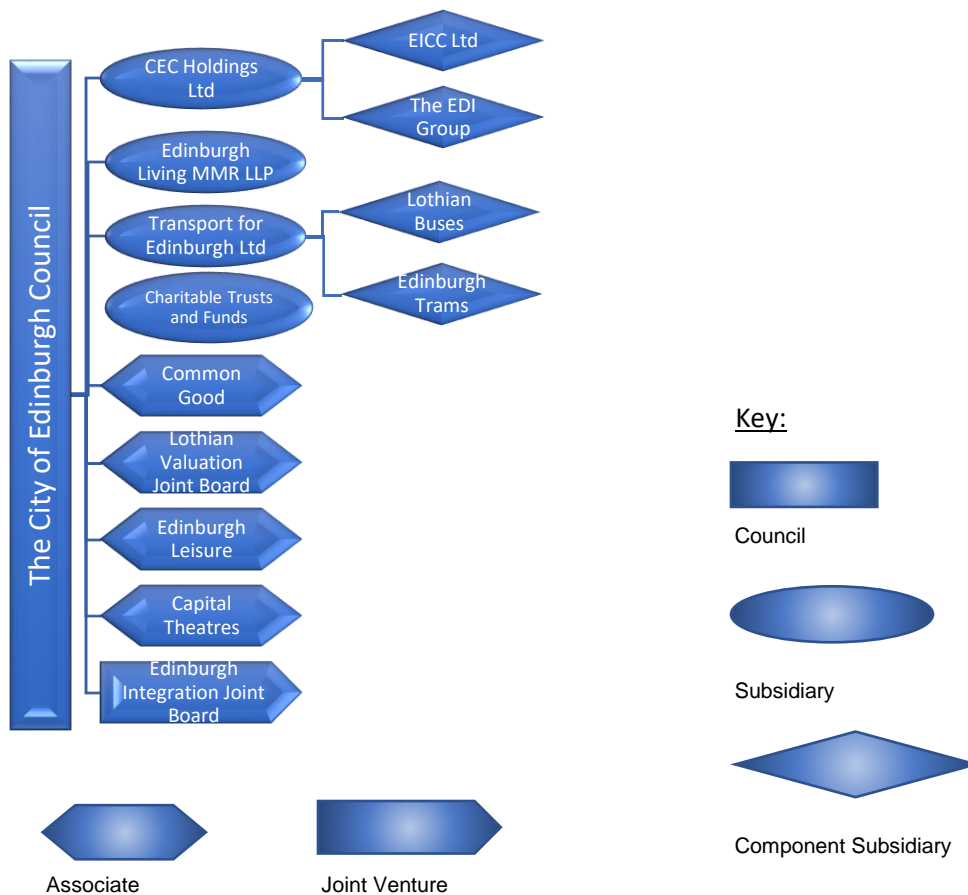 The City of Edinburgh Council
CEC Holdings
Ltd
EICC Ltd
The EDI
Group
Edinburgh
Living MMR LLP
Transport for
Edinburgh Ltd
Lothian
Buses
Edinburgh
Trams
Charitable Trusts
and Funds
Common
Good
Lothian
Valuation
Joint Board
Edinburgh
Leisure
Capital
Theatres
Edinburgh
Integration Joint
Board
Key:
Council
Subsidiary
Component Subsidiary
Associate
Joint Venture